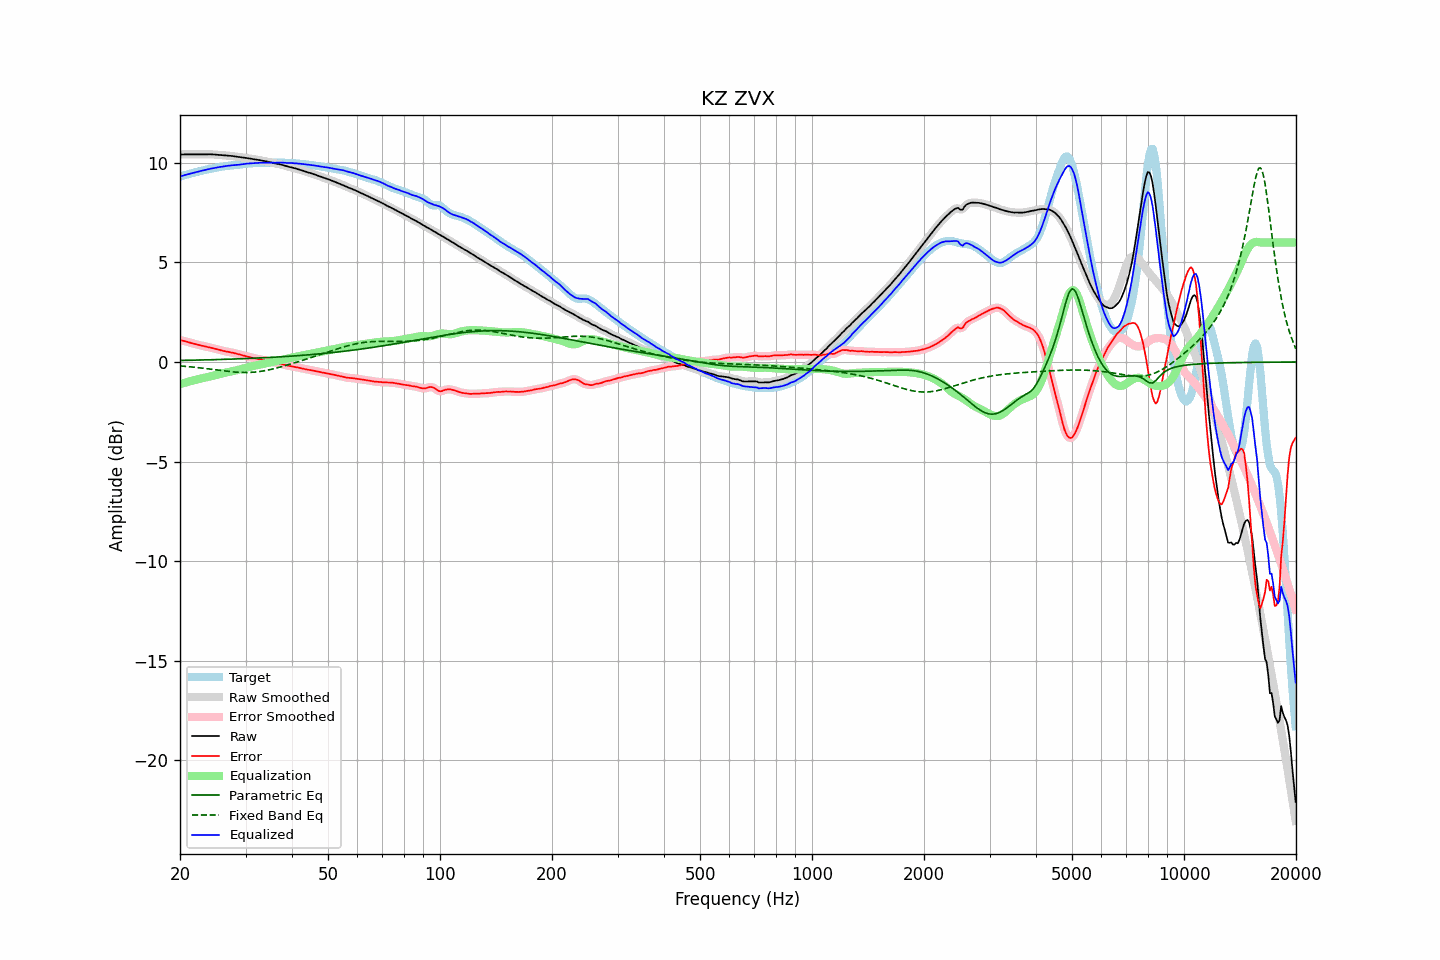 KZ ZVX
10
5
0
−5
−10
−15
−20
Amplitude (dBr)
Target
Raw Smoothed
Error Smoothed
Raw
Error
Equalization
Parametric Eq
Fixed Band Eq
Equalized
20 50 100 200 500 1000 2000 5000 10000 20000
Frequency (Hz)